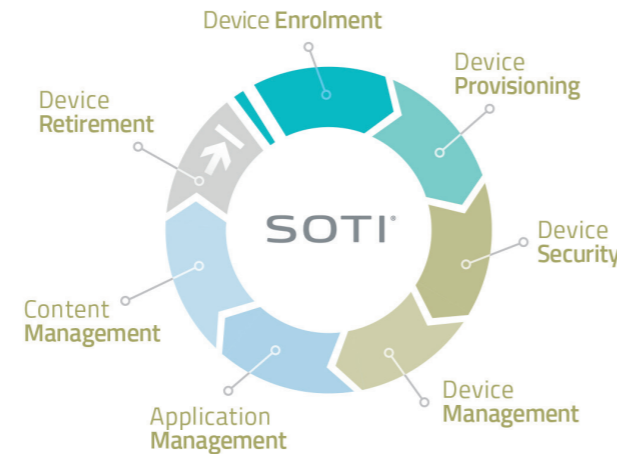 Device Enrolment
Device
Provisioning
Device
Security
Device
Management
Application
Management
Content
Management
Device
Retirement
SOTI